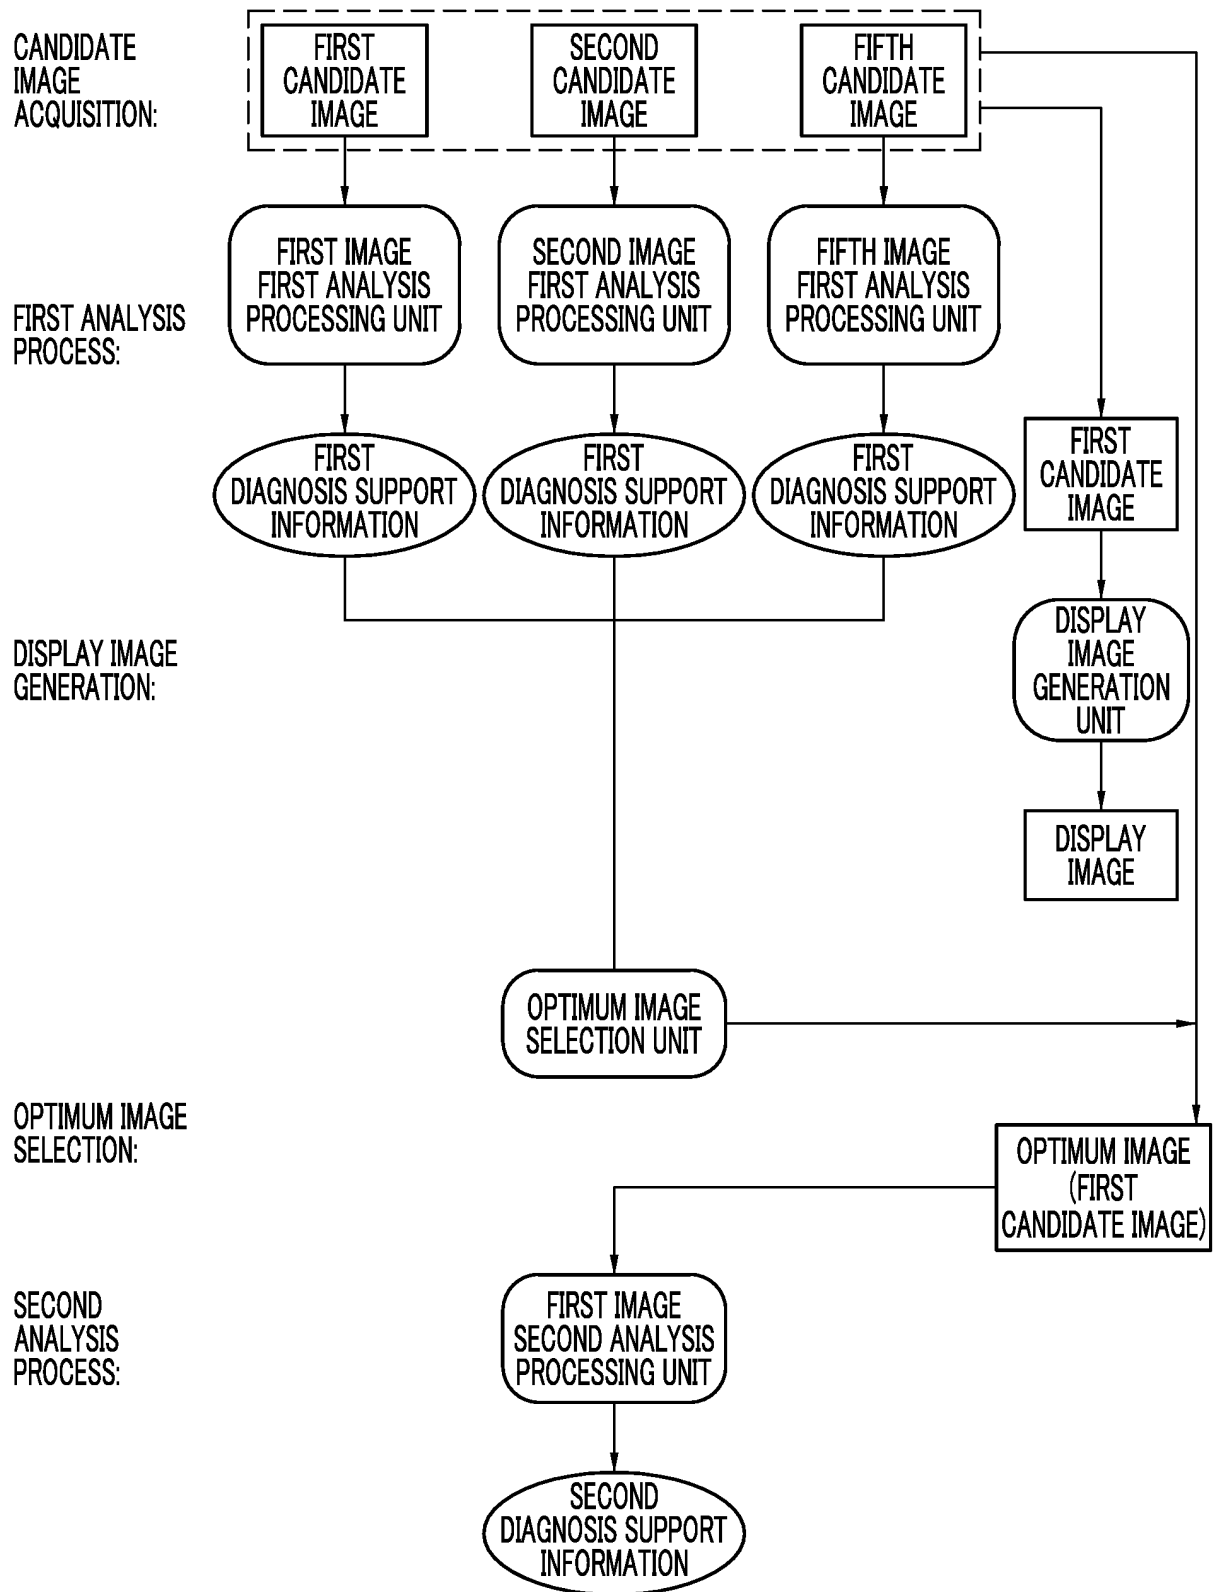 CANDIDATE
IMAGE
ACQUISITION:
FIRST
CANDIDATE
IMAGE
SECOND
CANDIDATE
IMAGE
FIFTH
CANDIDATE
IMAGE
FIRST ANALYSIS
PROCESS:
FIRST IMAGE
FIRST ANALYSIS
PROCESSING UNIT
SECOND IMAGE
FIRST ANALYSIS
PROCESSING UNIT
FIFTH IMAGE
FIRST ANALYSIS
PROCESSING UNIT
FIRST
DIAGNOSIS SUPPORT
INFORMATION
FIRST
DIAGNOSIS SUPPORT
INFORMATION
FIRST
DIAGNOSIS SUPPORT
INFORMATION
FIRST
CANDIDATE
IMAGE
DISPLAY IMAGE
GENERATION:
DISPLAY
IMAGE
GENERATION
UNIT
DISPLAY
IMAGE
OPTIMUM IMAGE
SELECTION UNIT
OPTIMUM IMAGE
SELECTION:
OPTIMUM IMAGE
(FIRST
CANDIDATE IMAGE)
SECOND
ANALYSIS
PROCESS:
FIRST IMAGE
SECOND ANALYSIS
PROCESSING UNIT
SECOND
DIAGNOSIS SUPPORT
INFORMATION